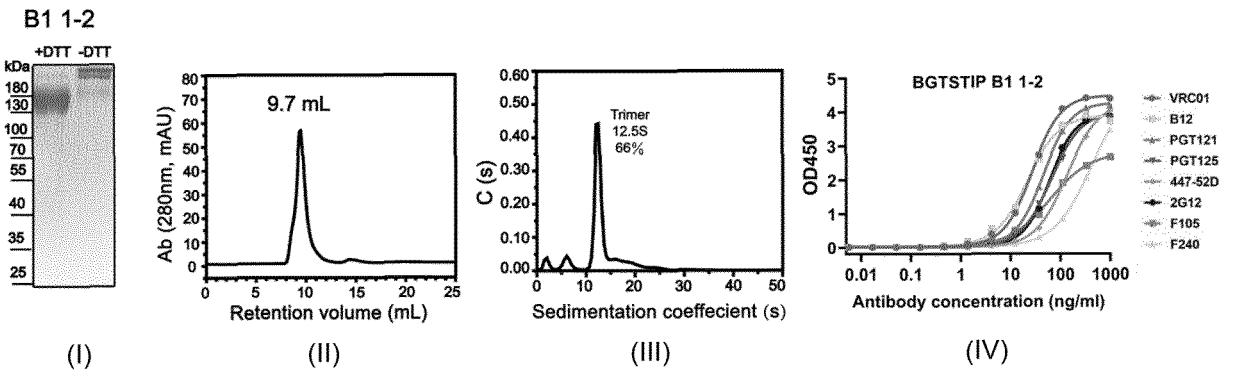 B1 1-2
+DTT -DTT
kDa
180
130
100
70
55
40
35
25
(I)
80
70
60
50
40
30
20
10
0
Ab (280nm, mAU)
9.7 mL
0 5 10 15 20 25
Retention volume (mL)
(II)
0.60
0.40
0.30
0.20
0.10
0.00
C (s)
Trimer
12.5S
66%
0 10 20 30 40 50
Sedimentation coeffecient (s)
(III)
BGTSTIP B1 1-2
5
4
3
2
1
0
OD450
0.01 0.1 1 10 100 1000
Antibody concentration (ng/ml)
VRC01
B12
PGT121
PGT125
447-52D
2G12
F105
F240
(IV)